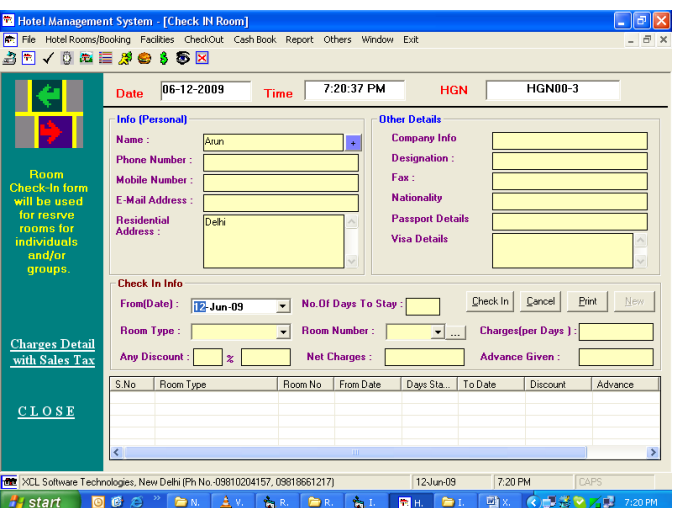 Hotel Management System - [Check IN Room]
File Hotel Rooms/Booking Facilities CheckOut Cash Book Report Others Window Exit
Date 06-12-2009 Time 7:20:37 PM HGN HGN00-3
Room
Check-In form
will be used
for resrve
rooms for
individuals
and/or
groups.
Charges Detail
with Sales Tax
C L O S E
Info (Personal)
Name : Arun +
Phone Number :
Mobile Number :
E-Mail Address :
Residential
Address :
Delhi
Other Details
Company Info
Designation :
Fax :
Nationality
Passport Details
Visa Details
Check In Info
From(Date) : 12-Jun-09 No.Of Days To Stay : Check In Cancel Print New
Room Type : Room Number : ... Charges(per Days ) :
Any Discount : % Net Charges : Advance Given :
S.No Room Type Room No From Date Days Sta... To Date Discount Advance
XCL Software Technologies, New Delhi (Ph No.-09810204157, 09818661217) 12-Jun-09 7:20 PM CAPS
start N. V. R. R. I. H. I. X. 7:20 PM